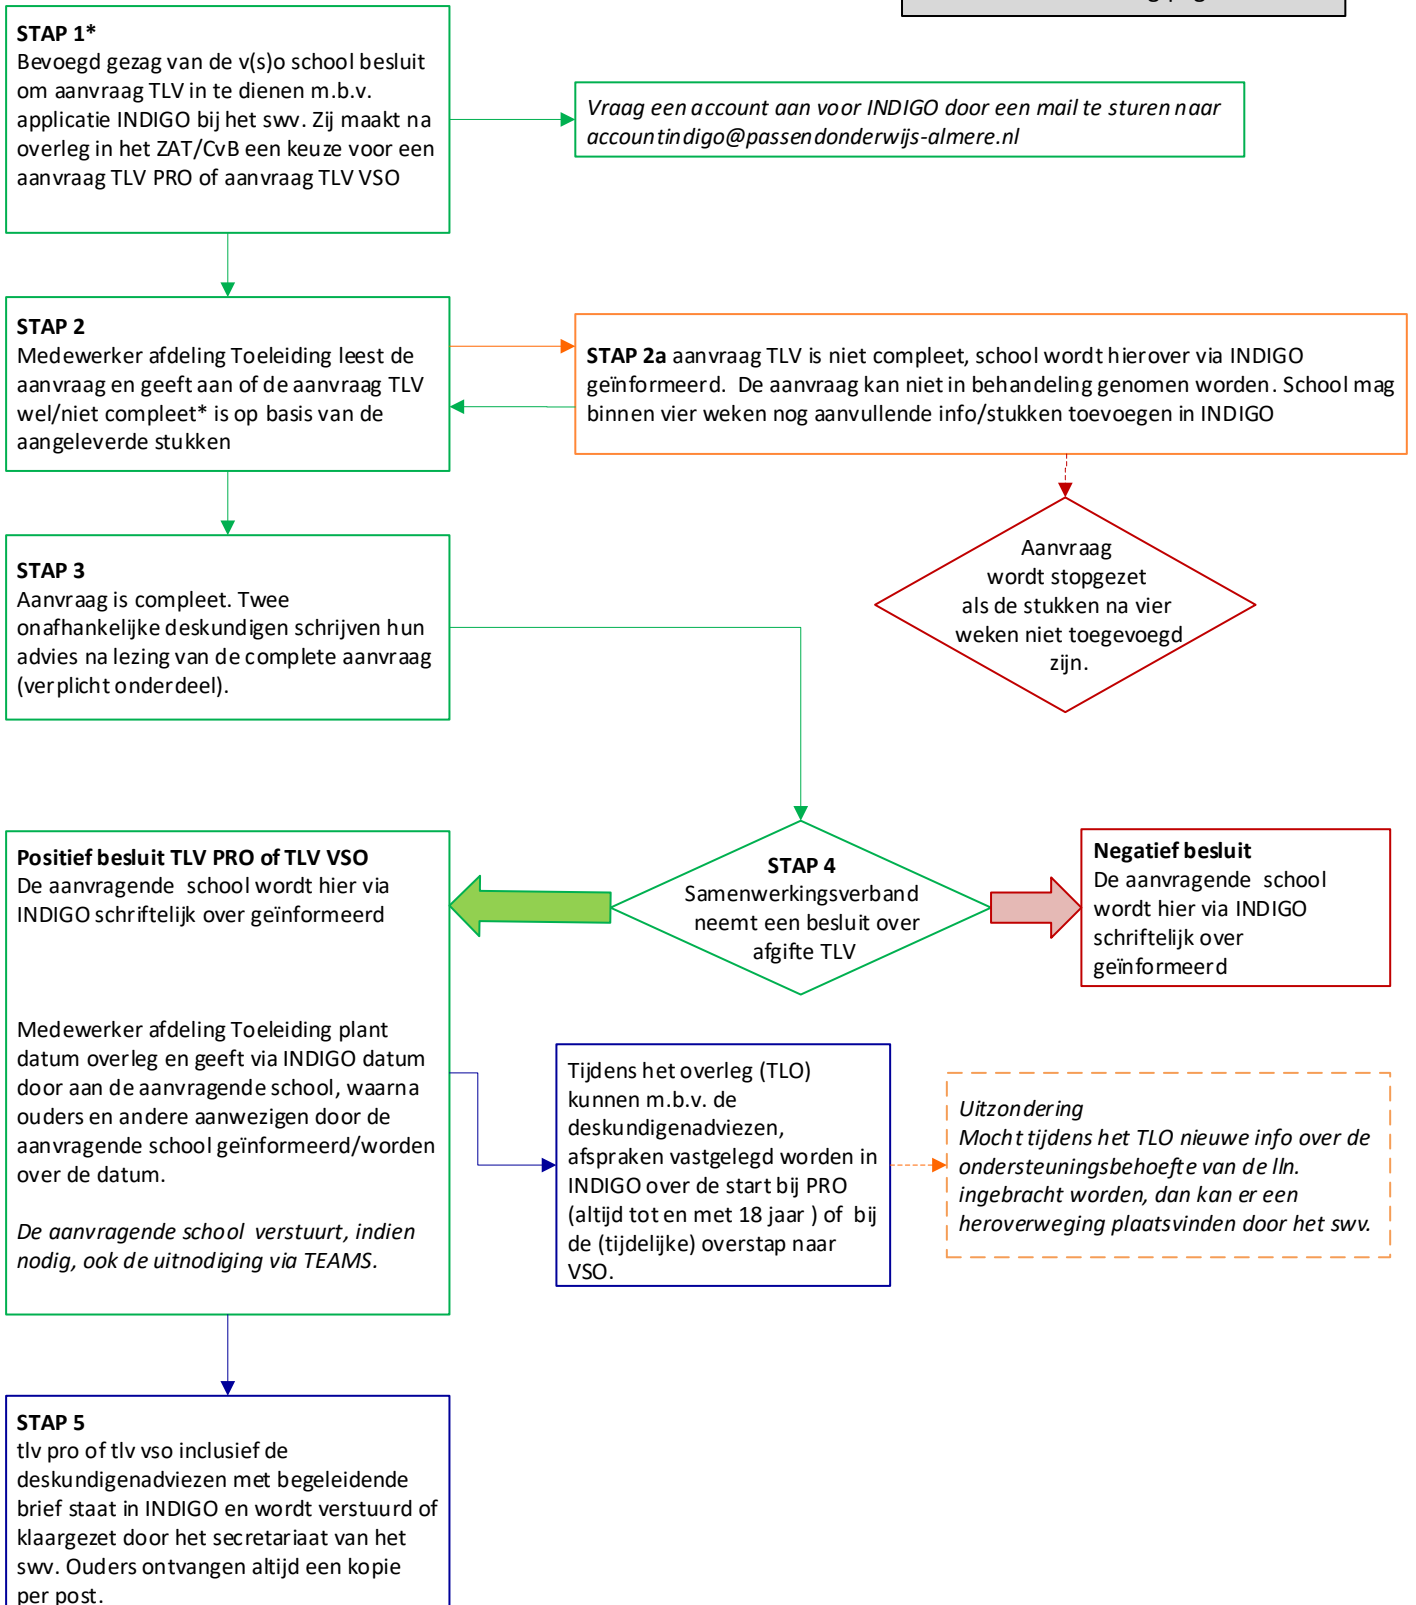 STAP 1*
Bevoegd gezag van de v(s)o school besluit
om aanvraag TLV in te dienen m.b.v.
applicatie INDIGO bij het swv. Zij maakt na
overleg in het ZAT/CvB een keuze voor een
aanvraag TLV PRO of aanvraag TLV VSO
Vraag een account aan voor INDIGO door een mail te sturen naar
accountindigo@passendonderwijs-almere.nl
STAP 2
Medewerker afdeling Toeleiding leest de
aanvraag en geeft aan of de aanvraag TLV
wel/niet compleet* is op basis van de
aangeleverde stukken
STAP 2a aanvraag TLV is niet compleet, school wordt hierover via INDIGO
geïnformeerd. De aanvraag kan niet in behandeling genomen worden. School mag
binnen vier weken nog aanvullende info/stukken toevoegen in INDIGO
Aanvraag
wordt stopgezet
als de stukken na vier
weken niet toegevoegd
zijn.
STAP 3
Aanvraag is compleet. Twee
onafhankelijke deskundigen schrijven hun
advies na lezing van de complete aanvraag
(verplicht onderdeel).
STAP 4
Samenwerkingsverband
neemt een besluit over
afgifte TLV
Positief besluit TLV PRO of TLV VSO
De aanvragende school wordt hier via
INDIGO schriftelijk over geïnformeerd
Medewerker afdeling Toeleiding plant
datum overleg en geeft via INDIGO datum
door aan de aanvragende school, waarna
ouders en andere aanwezigen door de
aanvragende school geïnformeerd/worden
over de datum.
De aanvragende school verstuurt, indien
nodig, ook de uitnodiging via TEAMS.
Negatief besluit
De aanvragende school
wordt hier via INDIGO
schriftelijk over
geïnformeerd
Tijdens het overleg (TLO)
kunnen m.b.v. de
deskundigenadviezen,
afspraken vastgelegd worden in
INDIGO over de start bij PRO
(altijd tot en met 18 jaar ) of bij
de (tijdelijke) overstap naar
VSO.
Uitzondering
Mocht tijdens het TLO nieuwe info over de
ondersteuningsbehoefte van de lln.
ingebracht worden, dan kan er een
heroverweging plaatsvinden door het swv.
STAP 5
tlv pro of tlv vso inclusief de
deskundigenadviezen met begeleidende
brief staat in INDIGO en wordt verstuurd of
klaargezet door het secretariaat van het
swv. Ouders ontvangen altijd een kopie
per post.